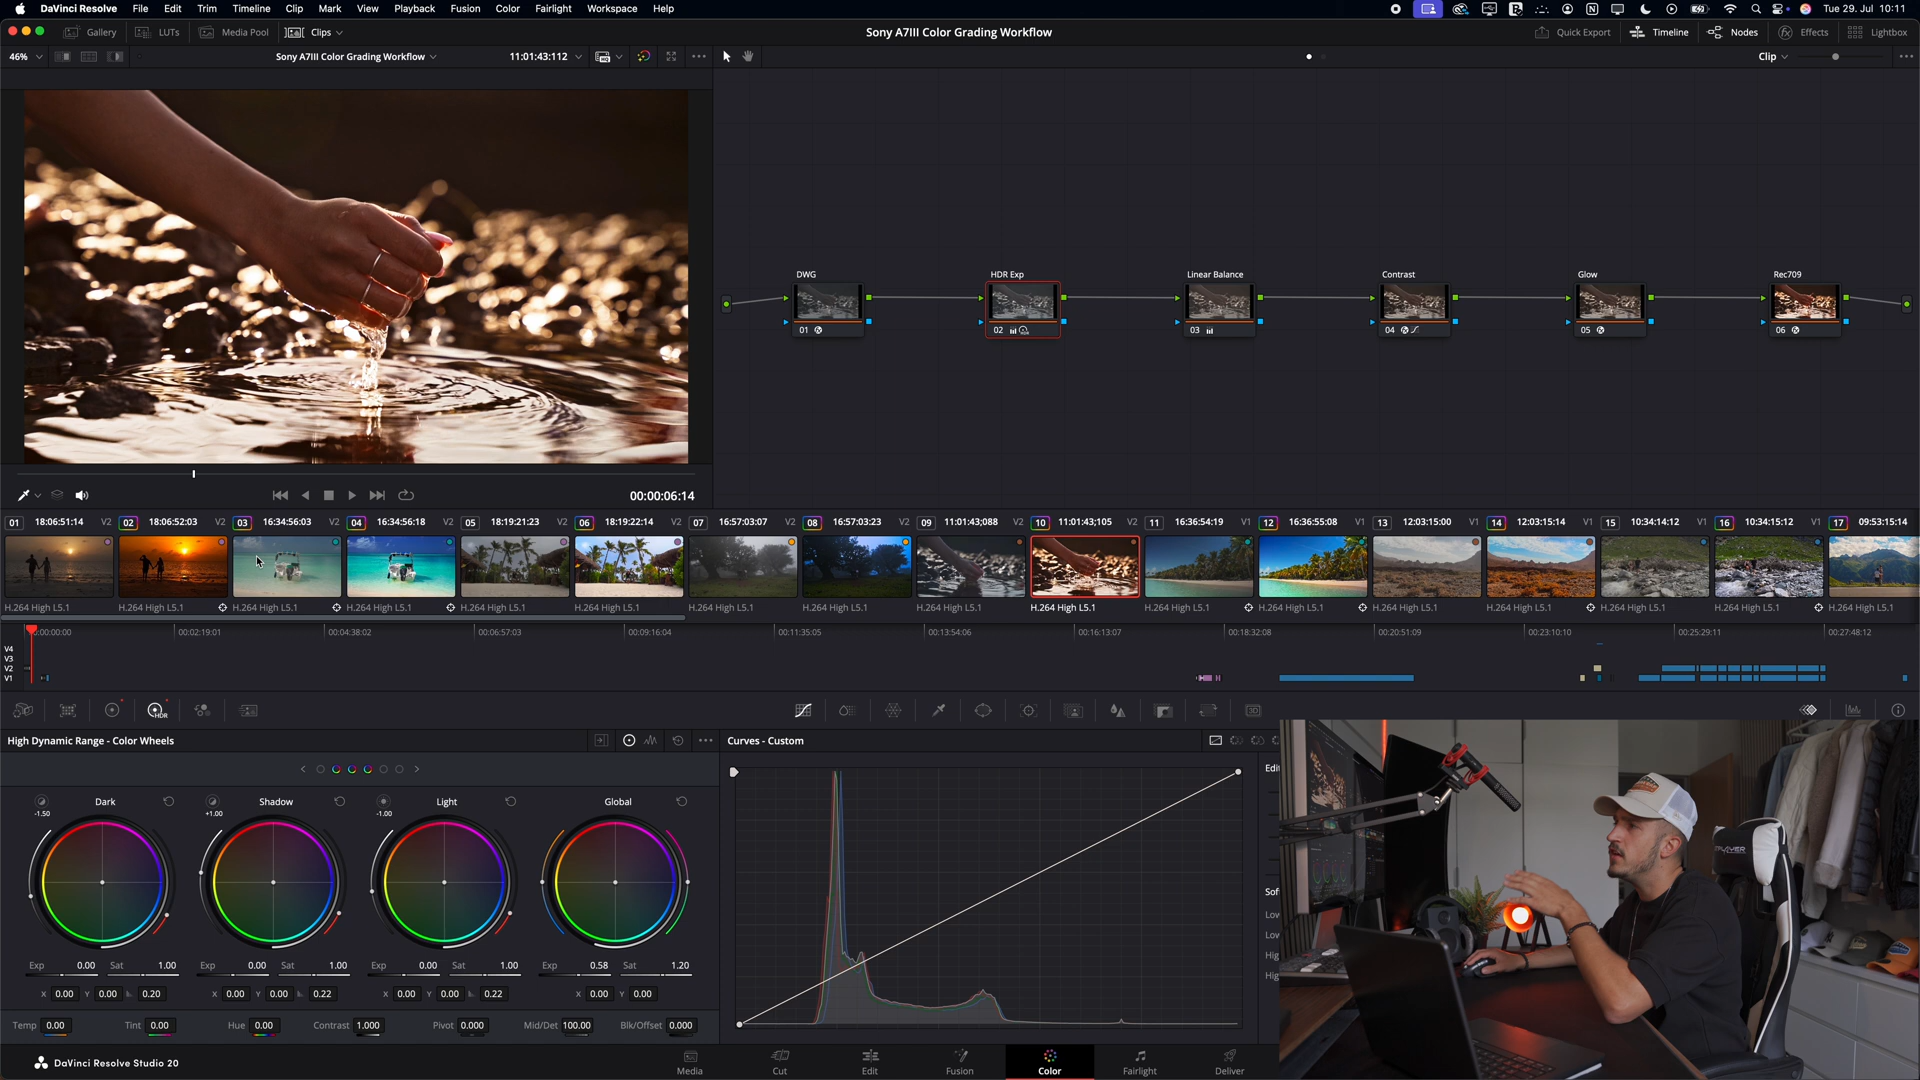 DaVinci Resolve File Edit Trim Timeline Clip Mark View Playback Fusion Color Fairlight Workspace Help Tue 29. Jul 10:11
Gallery LUTs Media Pool Clips Sony A7III Color Grading Workflow Quick Export Timeline Nodes Effects Lightbox
46% Sony A7III Color Grading Workflow 11:01:43:112 Clip
DWG HDR Exp Linear Balance Contrast Glow Rec709
01 02 03 04 05 06
00:00:06:14
01 18:06:51:14 V2 02 18:06:52:03 V2 03 16:34:56:03 V2 04 16:34:56:18 V2 05 18:19:21:23 V2 06 18:19:22:14 V2 07 16:57:03:07 V2 08 16:57:03:23 V2 09 11:01:43;088 V2 10 11:01:43;105 V2 11 16:36:54:19 V1 12 16:36:55:08 V1 13 12:03:15:00 V1 14 12:03:15:14 V1 15 10:34:14:12 V1 16 10:34:15:12 V1 17 09:53:15:14
H.264 High L5.1 H.264 High L5.1 H.264 High L5.1 H.264 High L5.1 H.264 High L5.1 H.264 High L5.1 H.264 High L5.1 H.264 High L5.1 H.264 High L5.1 H.264 High L5.1 H.264 High L5.1 H.264 High L5.1 H.264 High L5.1 H.264 High L5.1 H.264 High L5.1 H.264 High L5.1 H.264 High L5.1
00:00:00 00:02:19:01 00:04:38:02 00:06:57:03 00:09:16:04 00:11:35:05 00:13:54:06 00:16:13:07 00:18:32:08 00:20:51:09 00:23:10:10 00:25:29:11 00:27:48:12
V4
V3
V2
V1
HDR 3D
High Dynamic Range - Color Wheels Curves - Custom
Dark Shadow Light Global
-1.50 +1.00 -1.00
Exp 0.00 Sat 1.00 Exp 0.00 Sat 1.00 Exp 0.00 Sat 1.00 Exp 0.58 Sat 1.20
X 0.00 Y 0.00 0.20 X 0.00 Y 0.00 0.22 X 0.00 Y 0.00 0.22 X 0.00 Y 0.00
Temp 0.00 Tint 0.00 Hue 0.00 Contrast 1.000 Pivot 0.000 Mid/Det 100.00 Blk/Offset 0.000
DaVinci Resolve Studio 20 Media Cut Edit Fusion Color Fairlight Deliver